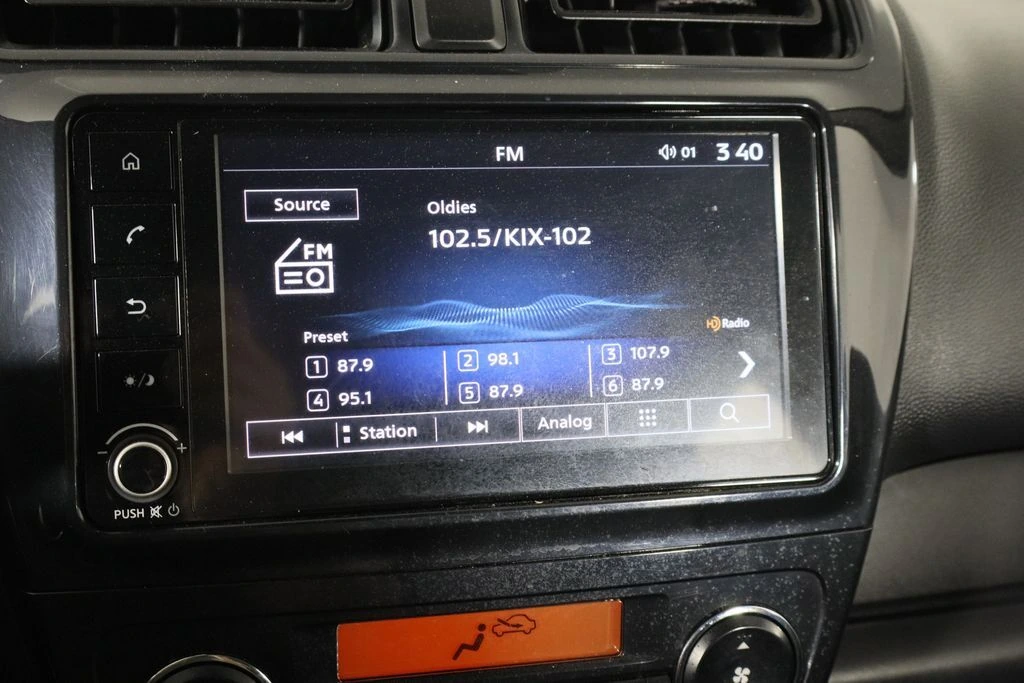 FM
01 3 40
Source
Oldies
102.5/KIX-102
FM
HD Radio
Preset
1 87.9 2 98.1 3 107.9
4 95.1 5 87.9 6 87.9
Station Analog
- +
PUSH